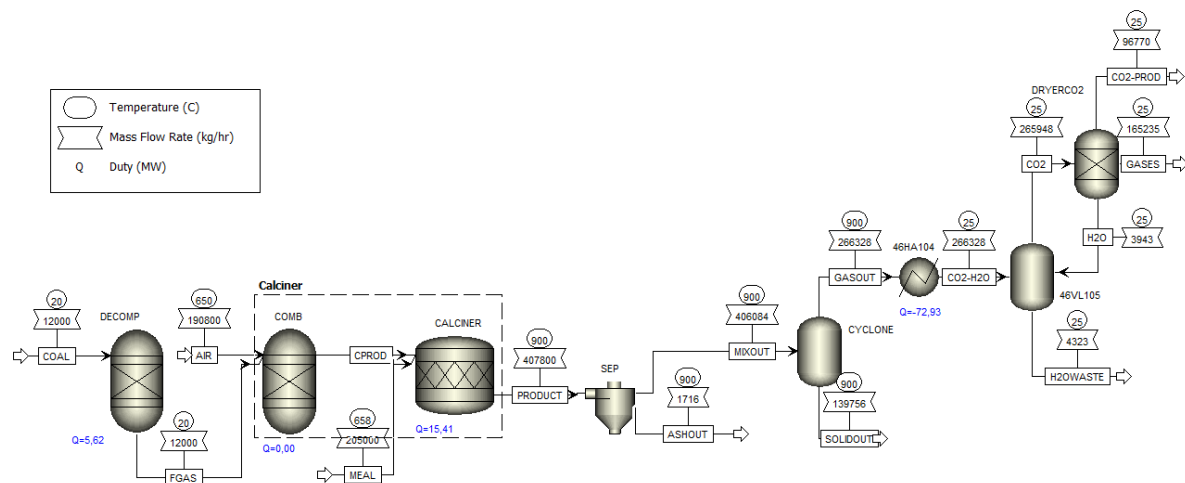 Temperature (C)
Mass Flow Rate (kg/hr)
Q Duty (MW)
20
12000
COAL
DECOMP
Q=5,62
20
12000
FGAS
650
190800
AIR
Calciner
COMB
Q=0,00
CPROD
658
205000
MEAL
CALCINER
Q=15,41
900
407800
PRODUCT
SEP
900
1716
ASHOUT
900
406084
MIXOUT
CYCLONE
900
139756
SOLIDOUT
900
266328
GASOUT
46HA104
Q=-72,93
25
266328
CO2-H2O
46VL105
25
265948
CO2
DRYERCO2
25
96770
CO2-PROD
25
165235
GASES
H2O
25
3943
25
4323
H2OWASTE